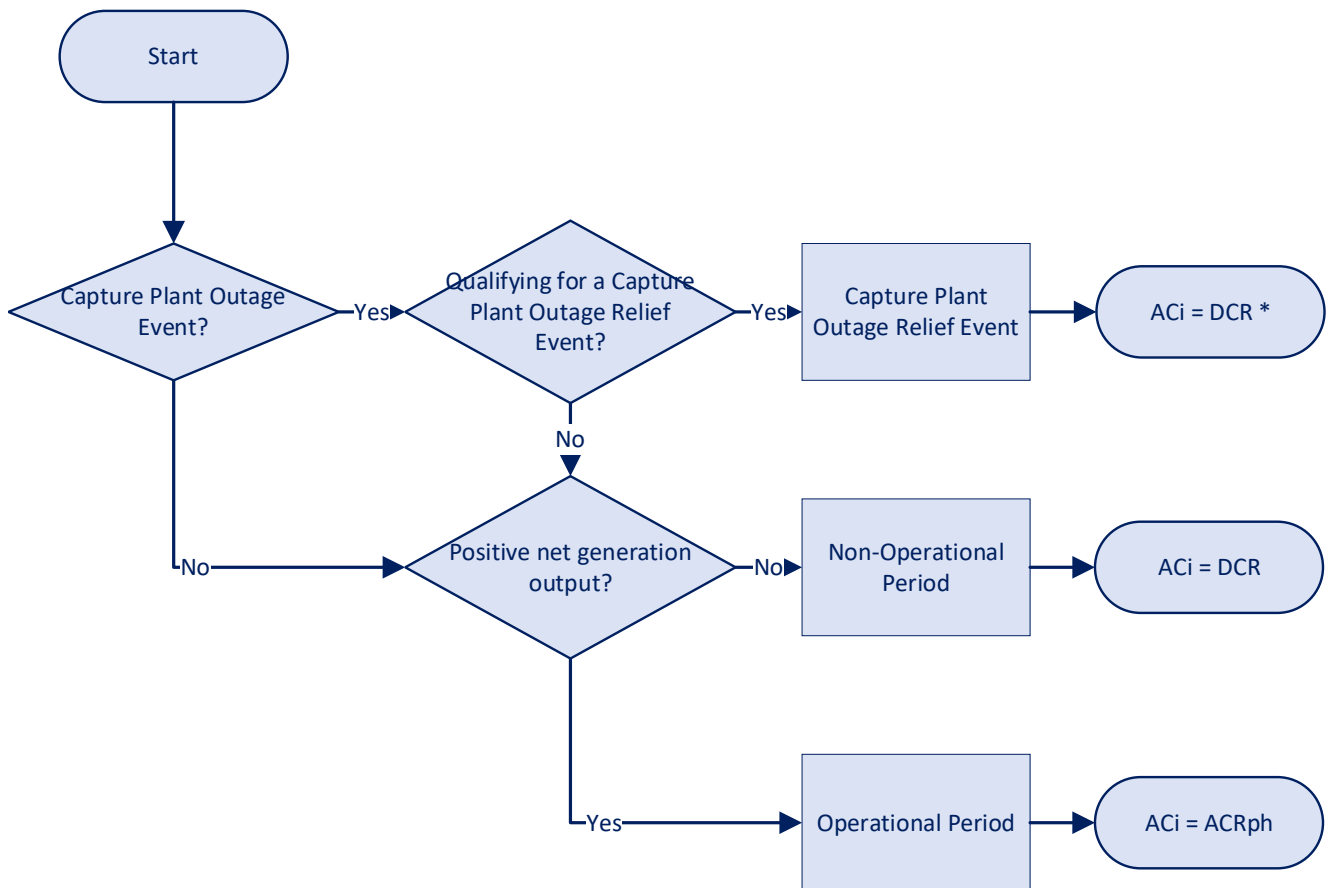 Start
Capture Plant Outage
Event?
Yes
Qualifying for a Capture
Plant Outage Relief
Event?
Yes
Capture Plant
Outage Relief Event
ACi = DCR *
No
No
Positive net generation
output?
No
Non-Operational
Period
ACi = DCR
Yes
Operational Period
ACi = ACRph